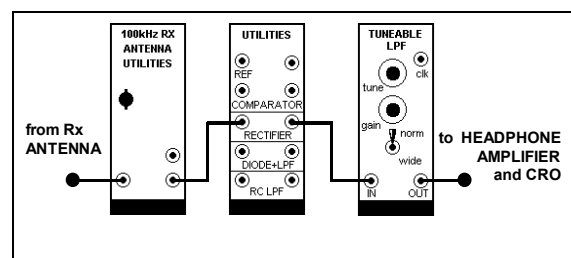 100kHz RX
ANTENNA
UTILITIES
UTILITIES
REF
COMPARATOR
RECTIFIER
DIODE+LPF
RC LPF
TUNEABLE
LPF
clk
tune
gain
norm
wide
IN OUT
from Rx
ANTENNA
to HEADPHONE
AMPLIFIER
and CRO